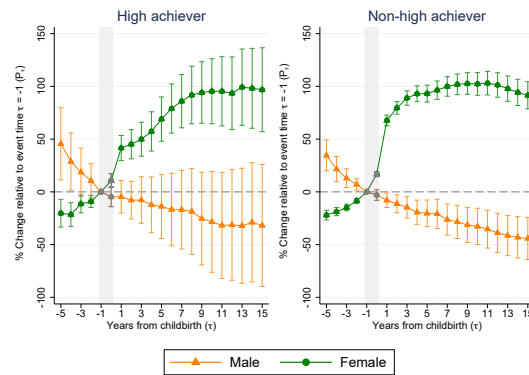 High achiever
Non-high achiever
% Change relative to event time τ = -1 (Pτ)
150
100
50
0
-50
-100
-5 -3 -1 1 3 5 7 9 11 13 15
Years from childbirth (τ)
% Change relative to event time τ = -1 (Pτ)
150
100
50
0
-50
-100
-5 -3 -1 1 3 5 7 9 11 13 15
Years from childbirth (τ)
Male Female